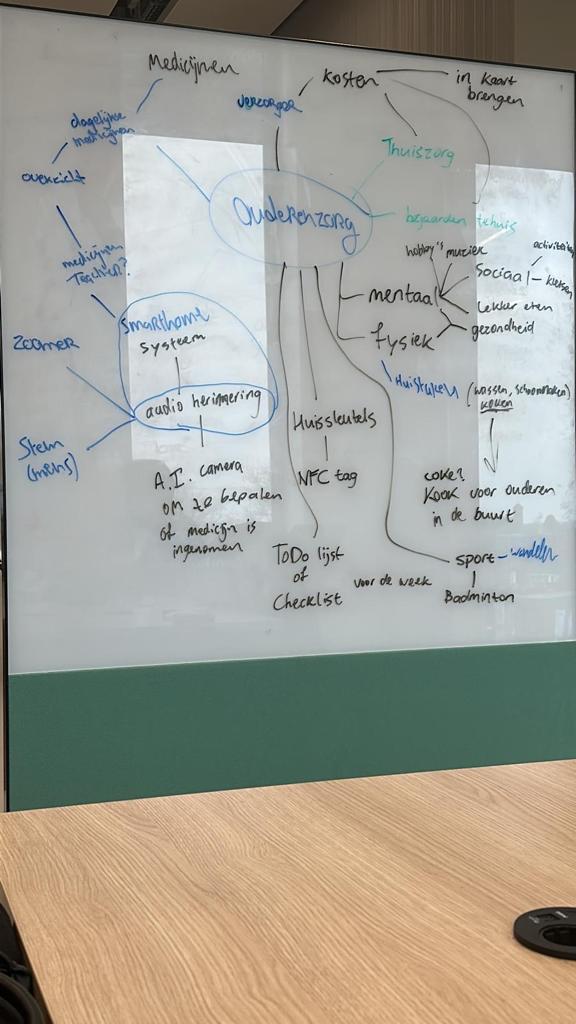 Medicijnen
kosten
in kaart
brengen
verzorger
dagelijkse
medicijnen
Thuiszorg
overzicht
Ouderenzorg
bejaarden tehuis
medicijnen
hobby's muziek
activiteiten
sociaal
kletsen
mentaal
Lekker eten
gezondheid
fysiek
smarthome
systeem
zoomer
Huistaken
(wassen, schoonmaken)
koken
audio herinnering
Stem
Huissleutels
NFC tag
A.I. camera
om te bepalen
of medicijn is
ingenomen
Kook voor ouderen
in de buurt
ToDo lijst
of
Checklist
voor de week
sport
wandelen
Badminton